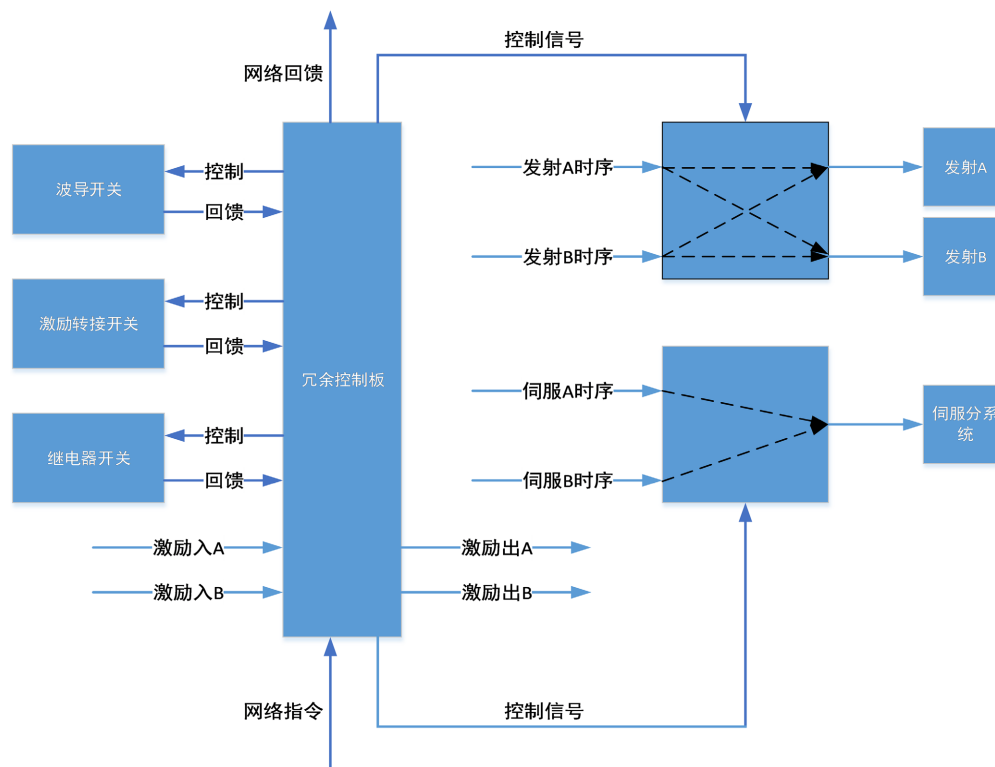 控制信号
网络回馈
波导开关
控制
回馈
发射A时序
发射A
发射B时序
发射B
激励转接开关
控制
回馈
冗余控制板
伺服A时序
伺服分系
统
继电器开关
控制
回馈
伺服B时序
激励入A
激励出A
激励入B
激励出B
网络指令
控制信号